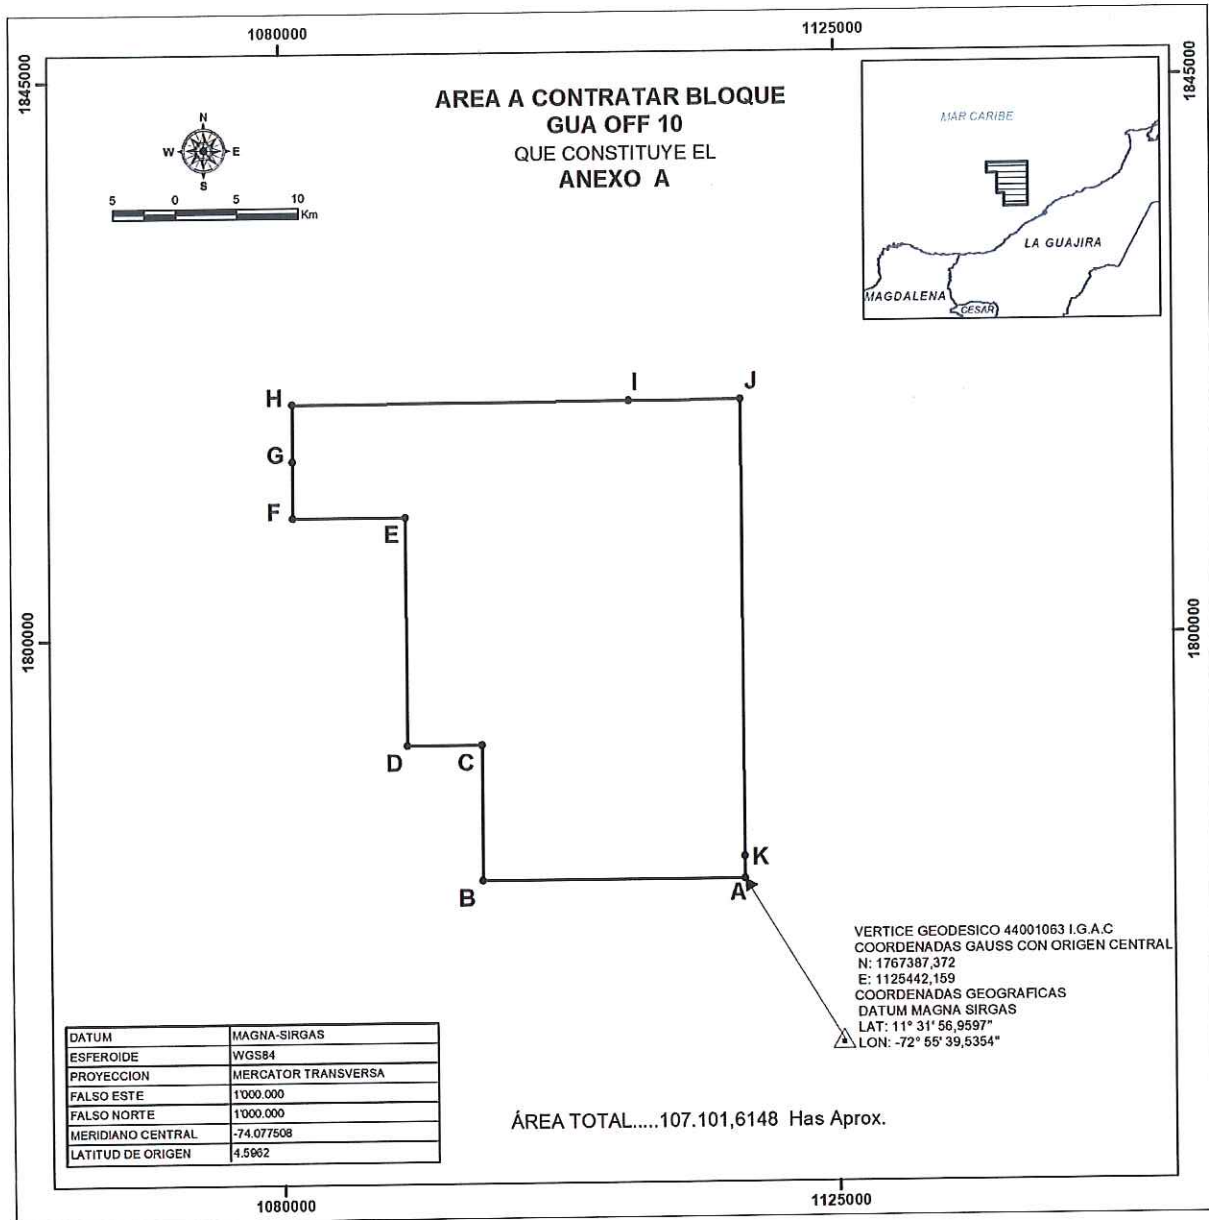 1080000
1125000
1845000
1845000
AREA A CONTRATAR BLOQUE
GUA OFF 10
QUE CONSTITUYE EL
ANEXO A
N
W
E
S
5 0 5 10
Km
MAR CARIBE
LA GUAJIRA
MAGDALENA
CESAR
H
I
J
G
F
E
1800000
1800000
D
C
K
B
A
VERTICE GEODESICO 44001063 I.G.A.C
COORDENADAS GAUSS CON ORIGEN CENTRAL
N: 1767387,372
E: 1125442,159
COORDENADAS GEOGRAFICAS
DATUM MAGNA SIRGAS
LAT: 11° 31' 56,9597"
LON: -72° 55' 39,5354"
DATUM MAGNA-SIRGAS
ESFEROIDE WGS84
PROYECCION MERCATOR TRANSVERSA
FALSO ESTE 1'000.000
FALSO NORTE 1'000.000
MERIDIANO CENTRAL -74.077508
LATITUD DE ORIGEN 4.5962
ÁREA TOTAL.....107.101,6148 Has Aprox.
1080000
1125000